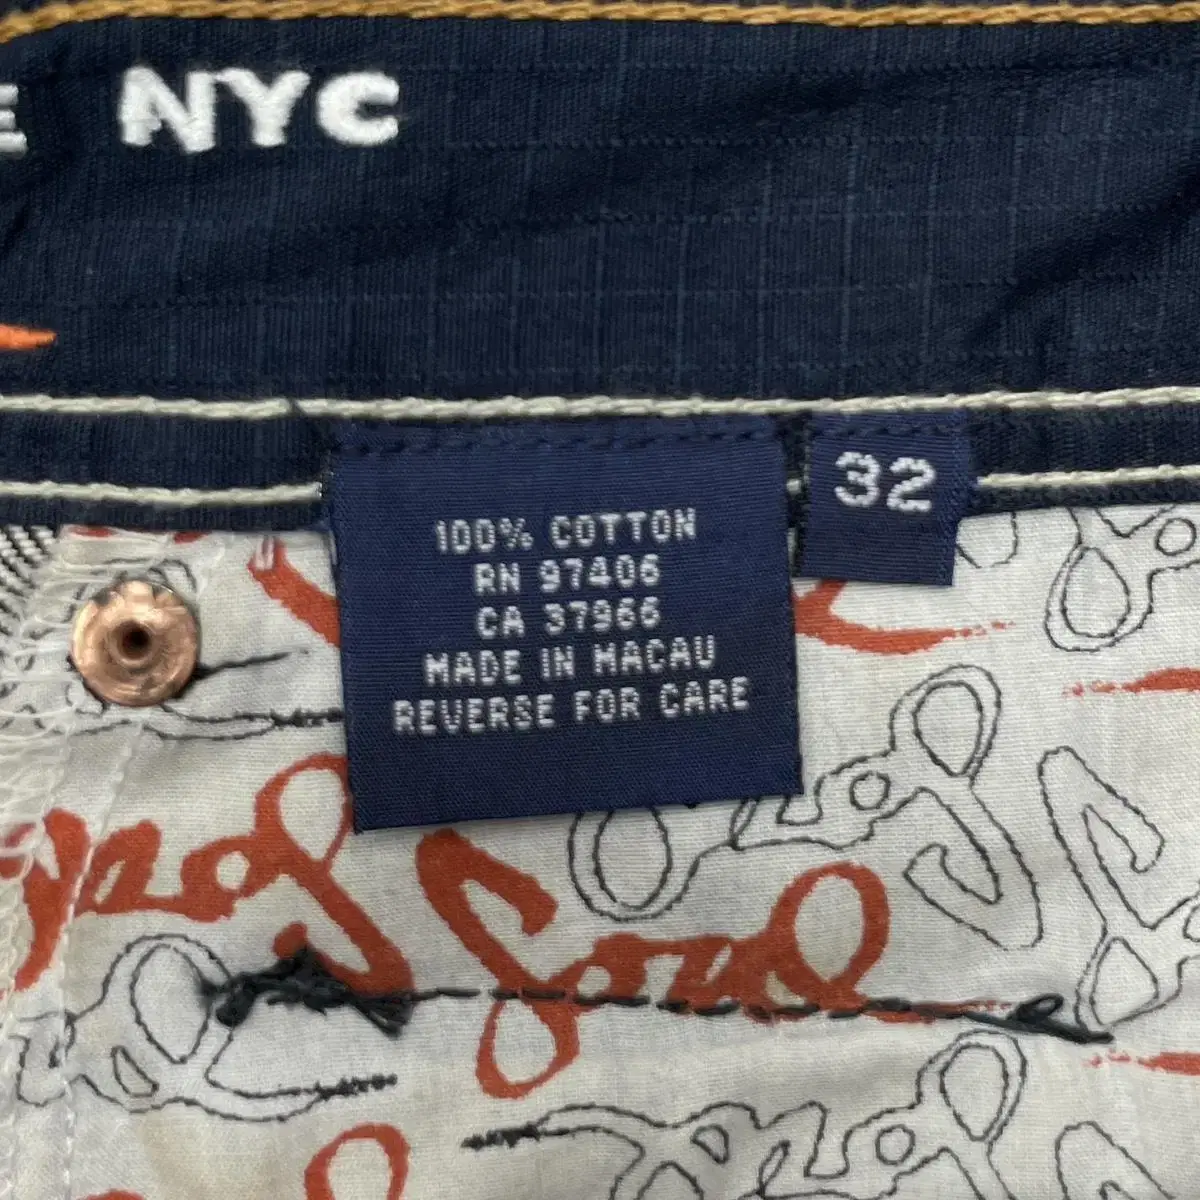 E NYC
32
100% COTTON
RN 97406
CA 37966
MADE IN MACAU
REVERSE FOR CARE